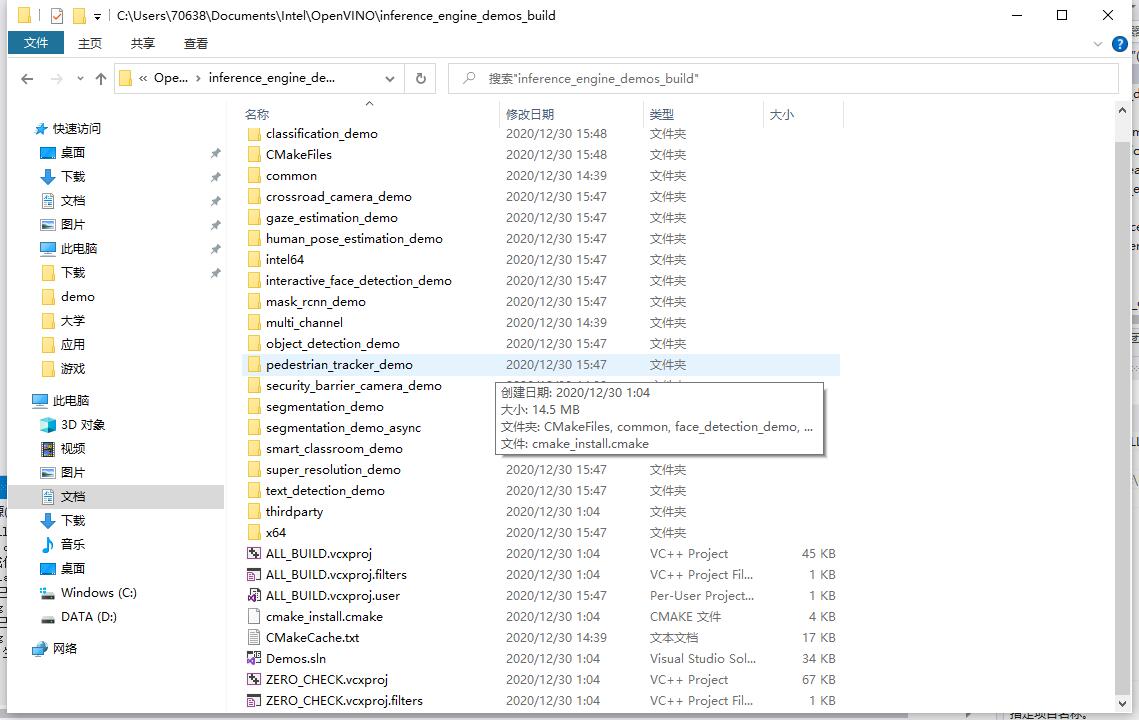 C:\Users\70638\Documents\Intel\OpenVINO\inference_engine_demos_build
文件 主页 共享 查看
« Ope... › inference_engine_de... 搜索"inference_engine_demos_build"
名称 修改日期 类型 大小
快速访问
桌面
下载
文档
图片
此电脑
下载
demo
大学
应用
游戏
此电脑
3D 对象
视频
图片
文档
下载
音乐
桌面
Windows (C:)
DATA (D:)
网络
classification_demo 2020/12/30 15:48 文件夹
CMakeFiles 2020/12/30 15:48 文件夹
common 2020/12/30 14:39 文件夹
crossroad_camera_demo 2020/12/30 15:47 文件夹
gaze_estimation_demo 2020/12/30 15:47 文件夹
human_pose_estimation_demo 2020/12/30 15:47 文件夹
intel64 2020/12/30 15:47 文件夹
interactive_face_detection_demo 2020/12/30 15:47 文件夹
mask_rcnn_demo 2020/12/30 15:47 文件夹
multi_channel 2020/12/30 14:39 文件夹
object_detection_demo 2020/12/30 15:47 文件夹
pedestrian_tracker_demo 2020/12/30 15:47 文件夹
security_barrier_camera_demo
segmentation_demo
segmentation_demo_async
smart_classroom_demo
创建日期: 2020/12/30 1:04
大小: 14.5 MB
文件夹: CMakeFiles, common, face_detection_demo, ...
文件: cmake_install.cmake
super_resolution_demo 2020/12/30 15:47 文件夹
text_detection_demo 2020/12/30 15:47 文件夹
thirdparty 2020/12/30 1:04 文件夹
x64 2020/12/30 15:47 文件夹
ALL_BUILD.vcxproj 2020/12/30 1:04 VC++ Project 45 KB
ALL_BUILD.vcxproj.filters 2020/12/30 1:04 VC++ Project Fil... 1 KB
ALL_BUILD.vcxproj.user 2020/12/30 15:47 Per-User Project... 1 KB
cmake_install.cmake 2020/12/30 1:04 CMAKE 文件 4 KB
CMakeCache.txt 2020/12/30 14:39 文本文档 17 KB
Demos.sln 2020/12/30 1:04 Visual Studio Sol... 34 KB
ZERO_CHECK.vcxproj 2020/12/30 1:04 VC++ Project 67 KB
ZERO_CHECK.vcxproj.filters 2020/12/30 1:04 VC++ Project Fil... 1 KB
指定项目名称。